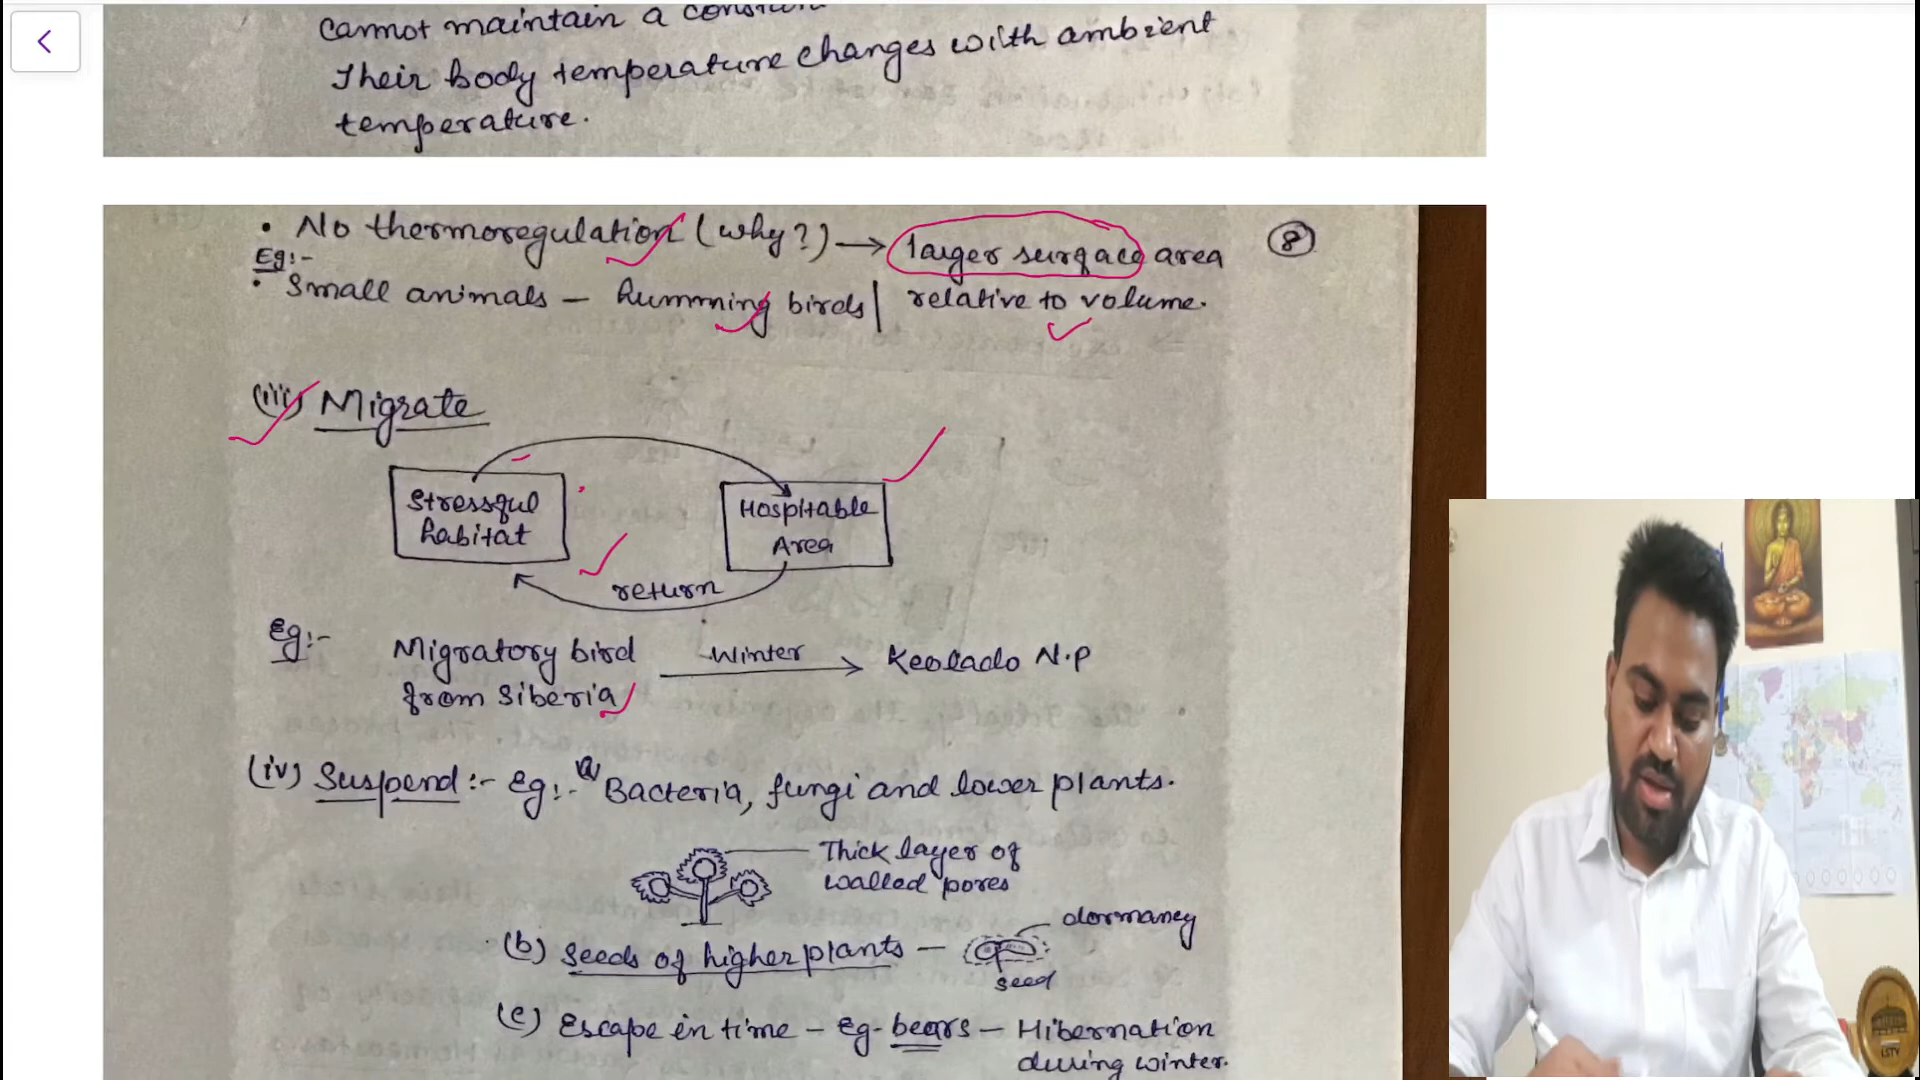 cannot maintain a
Their body temperature changes with ambient
temperature.
• No thermoregulation (why?) → larger surface area
⑧
Eg:-
• Small animals – humming birds | relative to volume.
(iii) Migrate
Stressful
habitat
Hospitable
Area
return
Eg:-
Migratory bird
from Siberia
Winter
Keolado N.P
(iv) Suspend :- Eg:- (a) Bacteria, fungi and lower plants.
Thick layer of
walled pores
(b) Seeds of higher plants –
dormancy
seed
(c) Escape in time – Eg- bears – Hibernation
during winter.
LSTV